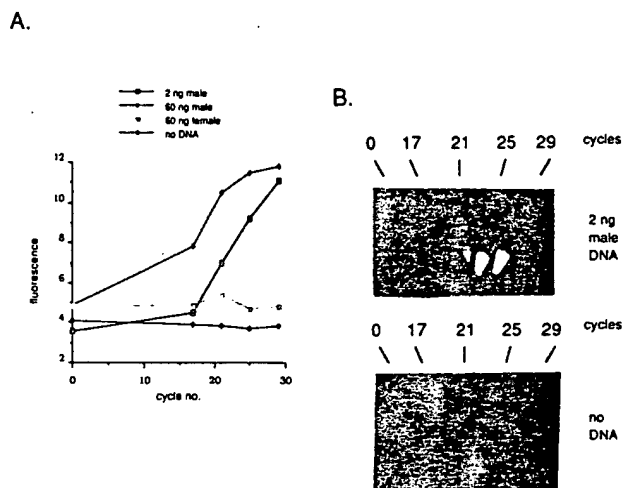 A.
2 ng male
60 ng male
60 ng female
no DNA
12
10
8
6
4
2
fluorescence
0 10 20 30
cycle no.
B.
0 17 21 25 29 cycles
2 ng
male
DNA
0 17 21 25 29 cycles
no
DNA